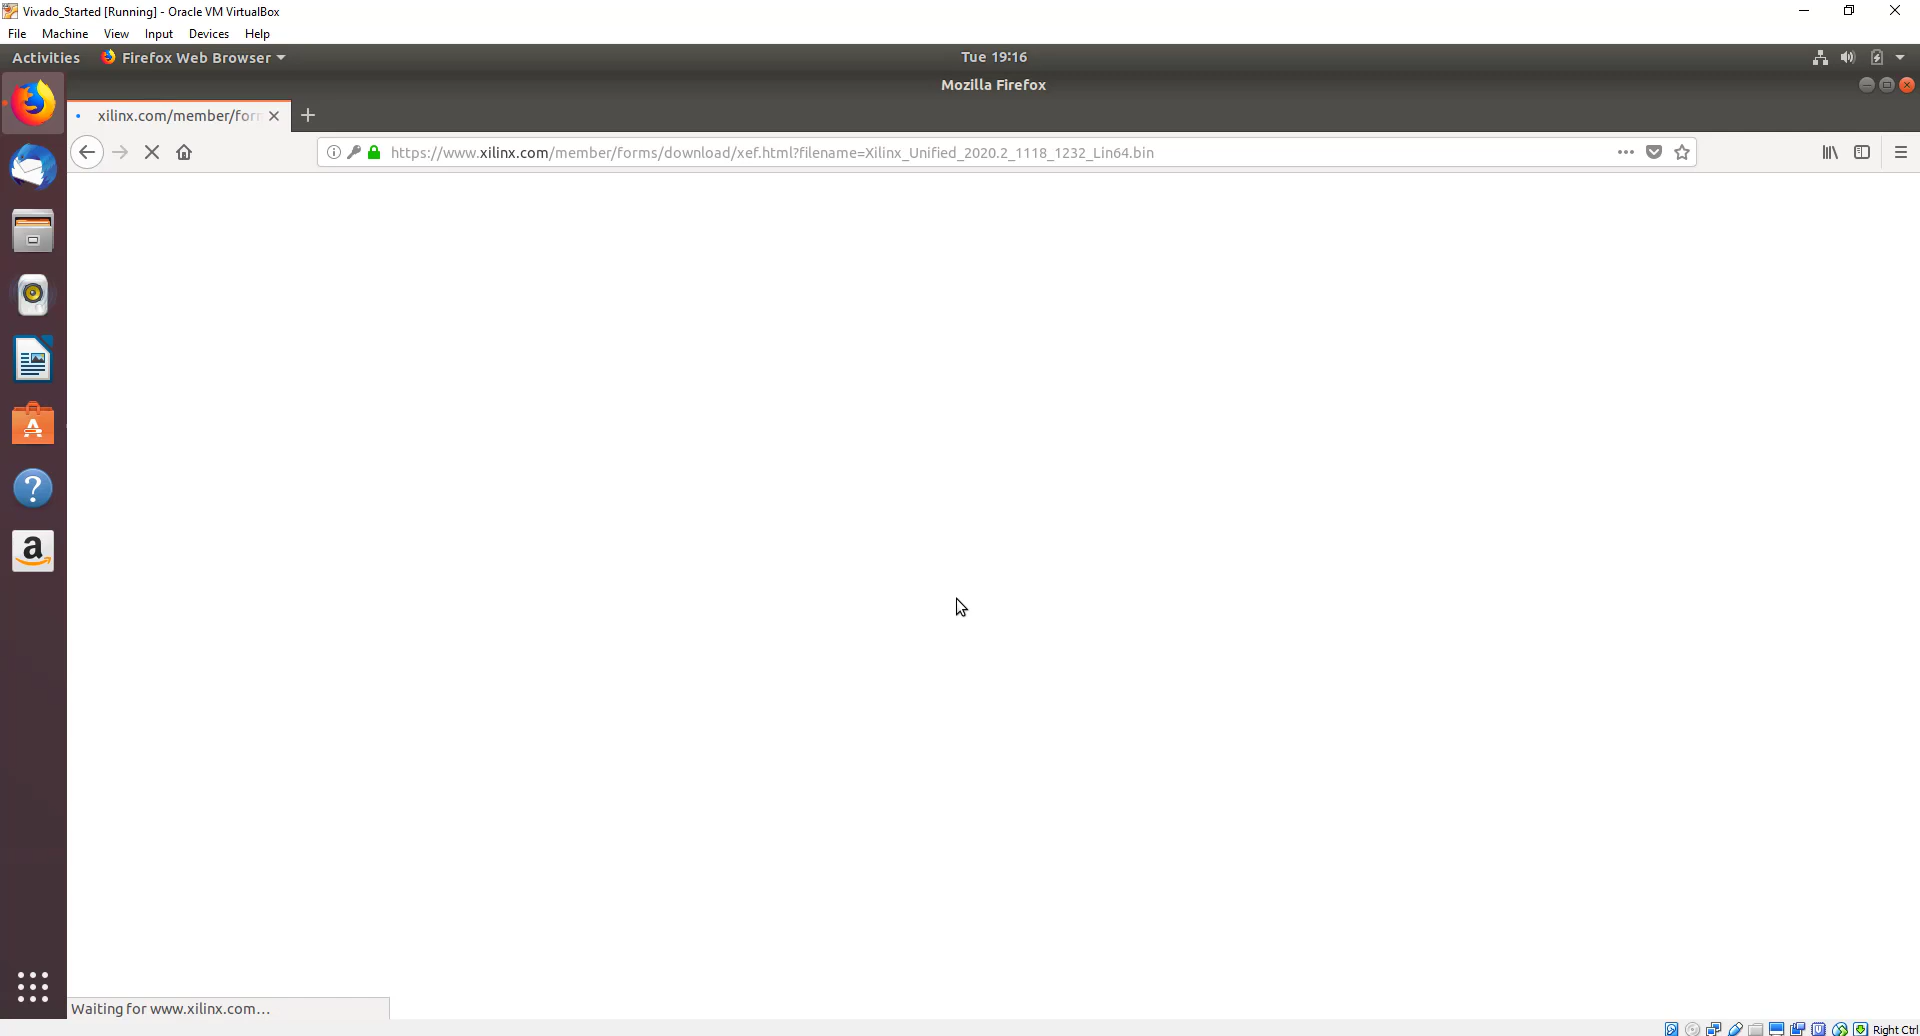 Vivado_Started [Running] - Oracle VM VirtualBox
File Machine View Input Devices Help
Activities Firefox Web Browser Tue 19:16
Mozilla Firefox
xilinx.com/member/for
https://www.xilinx.com/member/forms/download/xef.html?filename=Xilinx_Unified_2020.2_1118_1232_Lin64.bin
Waiting for www.xilinx.com…
Right Ctrl